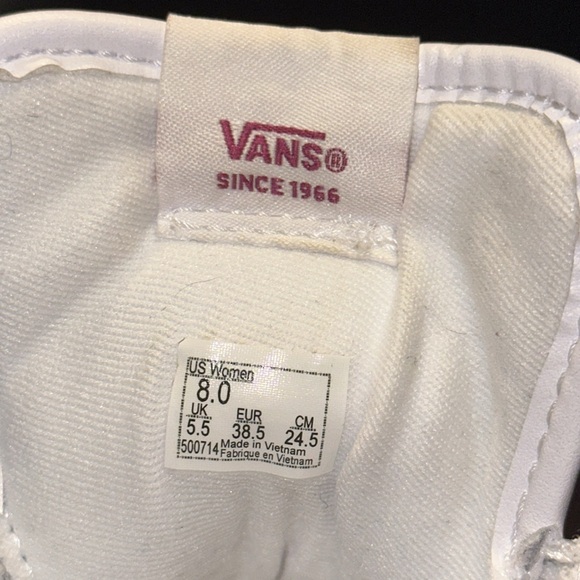 VANS®
SINCE 1966
US Women
8.0
UK EUR CM
5.5 38.5 24.5
500714 Made in Vietnam
Fabrique en Vietnam